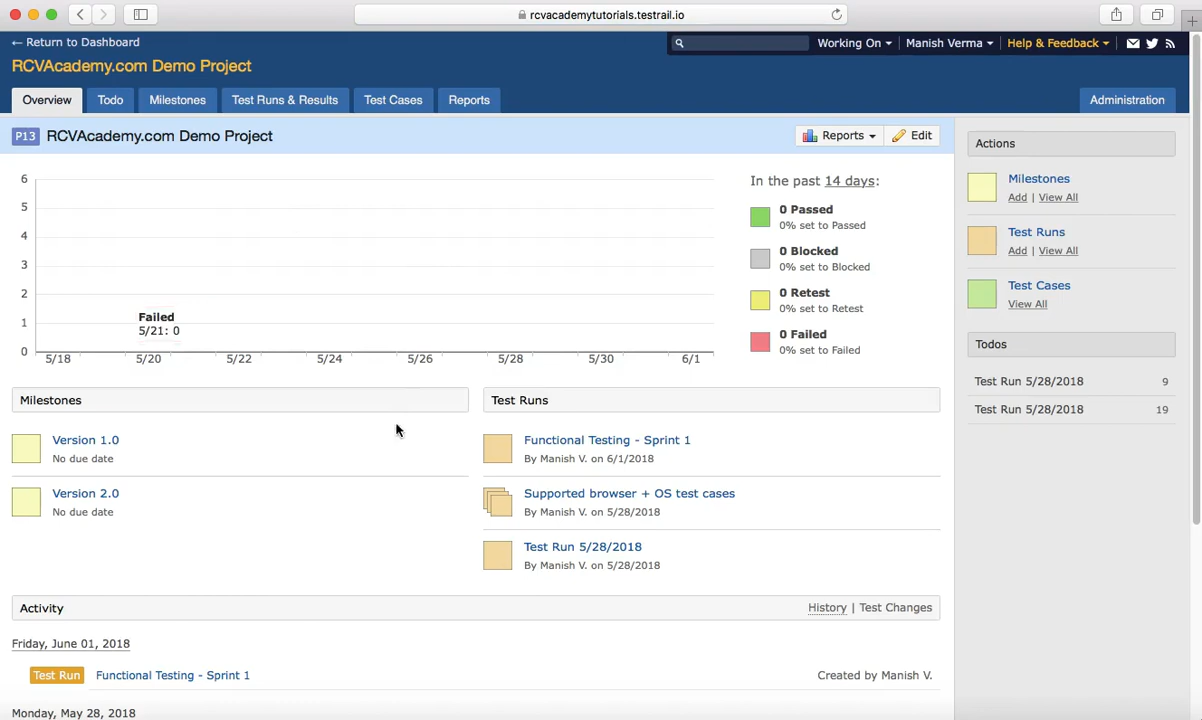 rcvacademytutorials.testrail.io
← Return to Dashboard
Working On
Manish Verma
Help & Feedback
RCVAcademy.com Demo Project
Overview
Todo
Milestones
Test Runs & Results
Test Cases
Reports
Administration
P13 RCVAcademy.com Demo Project
Reports
Edit
6
5
4
3
2
1
0
Failed
5/21: 0
5/18 5/20 5/22 5/24 5/26 5/28 5/30 6/1
In the past 14 days:
0 Passed
0% set to Passed
0 Blocked
0% set to Blocked
0 Retest
0% set to Retest
0 Failed
0% set to Failed
Milestones
Version 1.0
No due date
Version 2.0
No due date
Test Runs
Functional Testing - Sprint 1
By Manish V. on 6/1/2018
Supported browser + OS test cases
By Manish V. on 5/28/2018
Test Run 5/28/2018
By Manish V. on 5/28/2018
Activity
History | Test Changes
Friday, June 01, 2018
Test Run Functional Testing - Sprint 1 Created by Manish V.
Monday, May 28, 2018
Actions
Milestones
Add | View All
Test Runs
Add | View All
Test Cases
View All
Todos
Test Run 5/28/2018 9
Test Run 5/28/2018 19